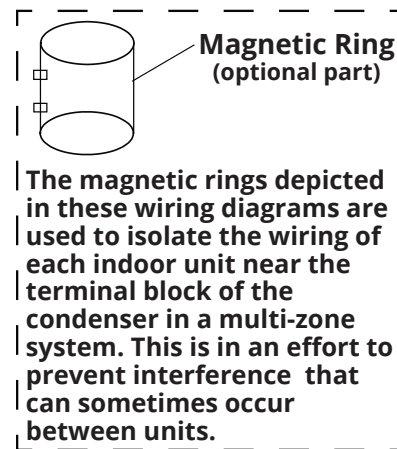 Magnetic Ring
(optional part)
The magnetic rings depicted
in these wiring diagrams are
used to isolate the wiring of
each indoor unit near the
terminal block of the
condenser in a multi-zone
system. This is in an effort to
prevent interference  that
can sometimes occur
between units.